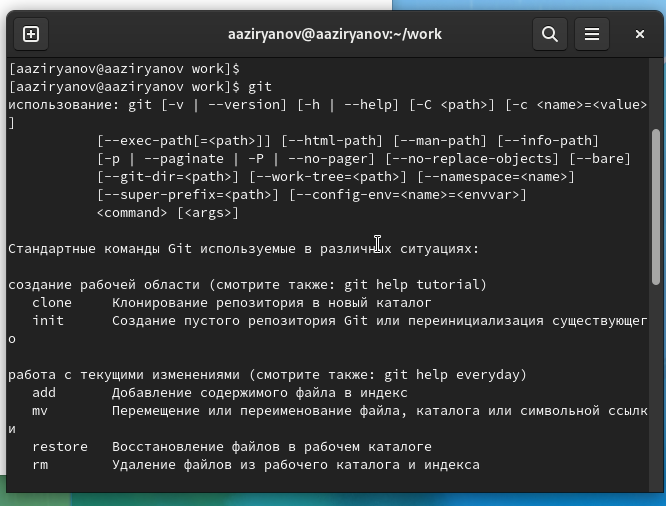 aaziryanov@aaziryanov:~/work
[aaziryanov@aaziryanov work]$
[aaziryanov@aaziryanov work]$ git
использование: git [-v | --version] [-h | --help] [-C <path>] [-c <name>=<value>
]
[--exec-path[=<path>]] [--html-path] [--man-path] [--info-path]
[-p | --paginate | -P | --no-pager] [--no-replace-objects] [--bare]
[--git-dir=<path>] [--work-tree=<path>] [--namespace=<name>]
[--super-prefix=<path>] [--config-env=<name>=<envvar>]
<command> [<args>]
Стандартные команды Git используемые в различных ситуациях:
создание рабочей области (смотрите также: git help tutorial)
clone Клонирование репозитория в новый каталог
init Создание пустого репозитория Git или переинициализация существующег
о
работа с текущими изменениями (смотрите также: git help everyday)
add Добавление содержимого файла в индекс
mv Перемещение или переименование файла, каталога или символьной ссылк
и
restore Восстановление файлов в рабочем каталоге
rm Удаление файлов из рабочего каталога и индекса